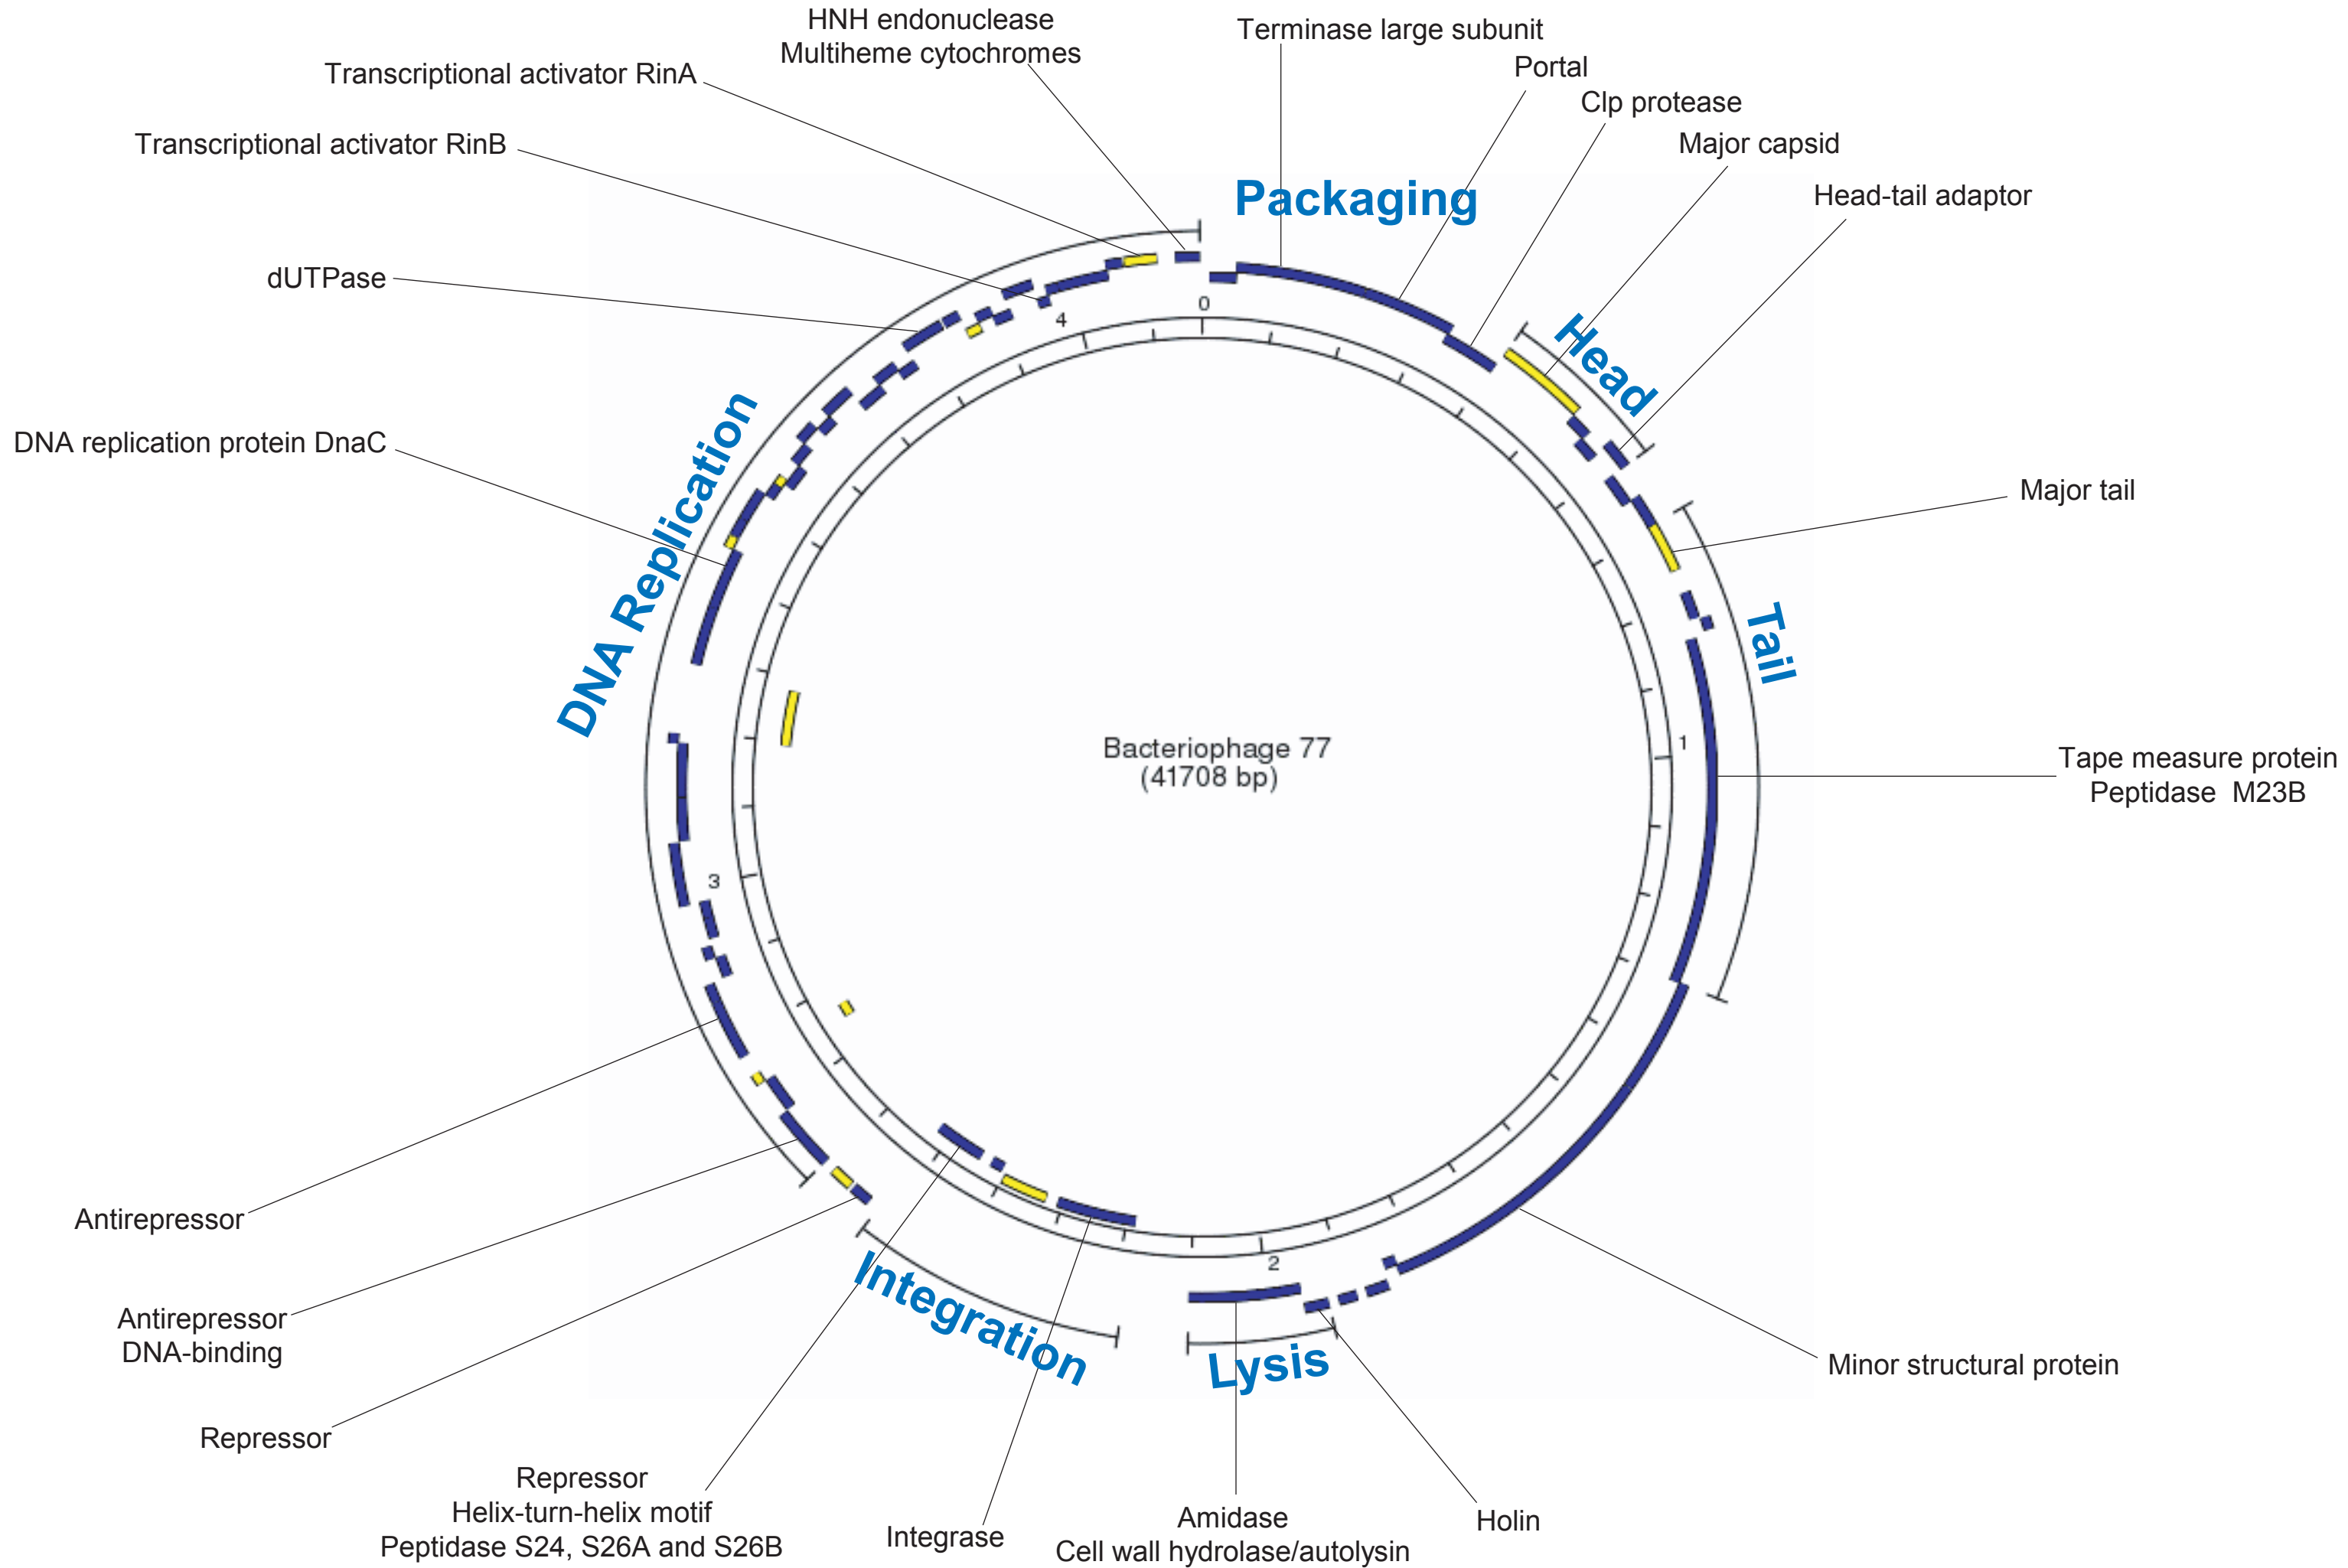 HNH endonuclease
Multiheme cytochromes
Terminase large subunit
Transcriptional activator RinA
Portal
Clp protease
Transcriptional activator RinB
Major capsid
Packaging
Head-tail adaptor
dUTPase
0
4
Head
DNA replication protein DnaC
DNA Replication
Major tail
Tail
1
Bacteriophage 77
(41708 bp)
Tape measure protein
Peptidase M23B
3
Antirepressor
2
Integration
Lysis
Antirepressor
DNA-binding
Minor structural protein
Repressor
Repressor
Helix-turn-helix motif
Peptidase S24, S26A and S26B
Integrase
Amidase
Cell wall hydrolase/autolysin
Holin